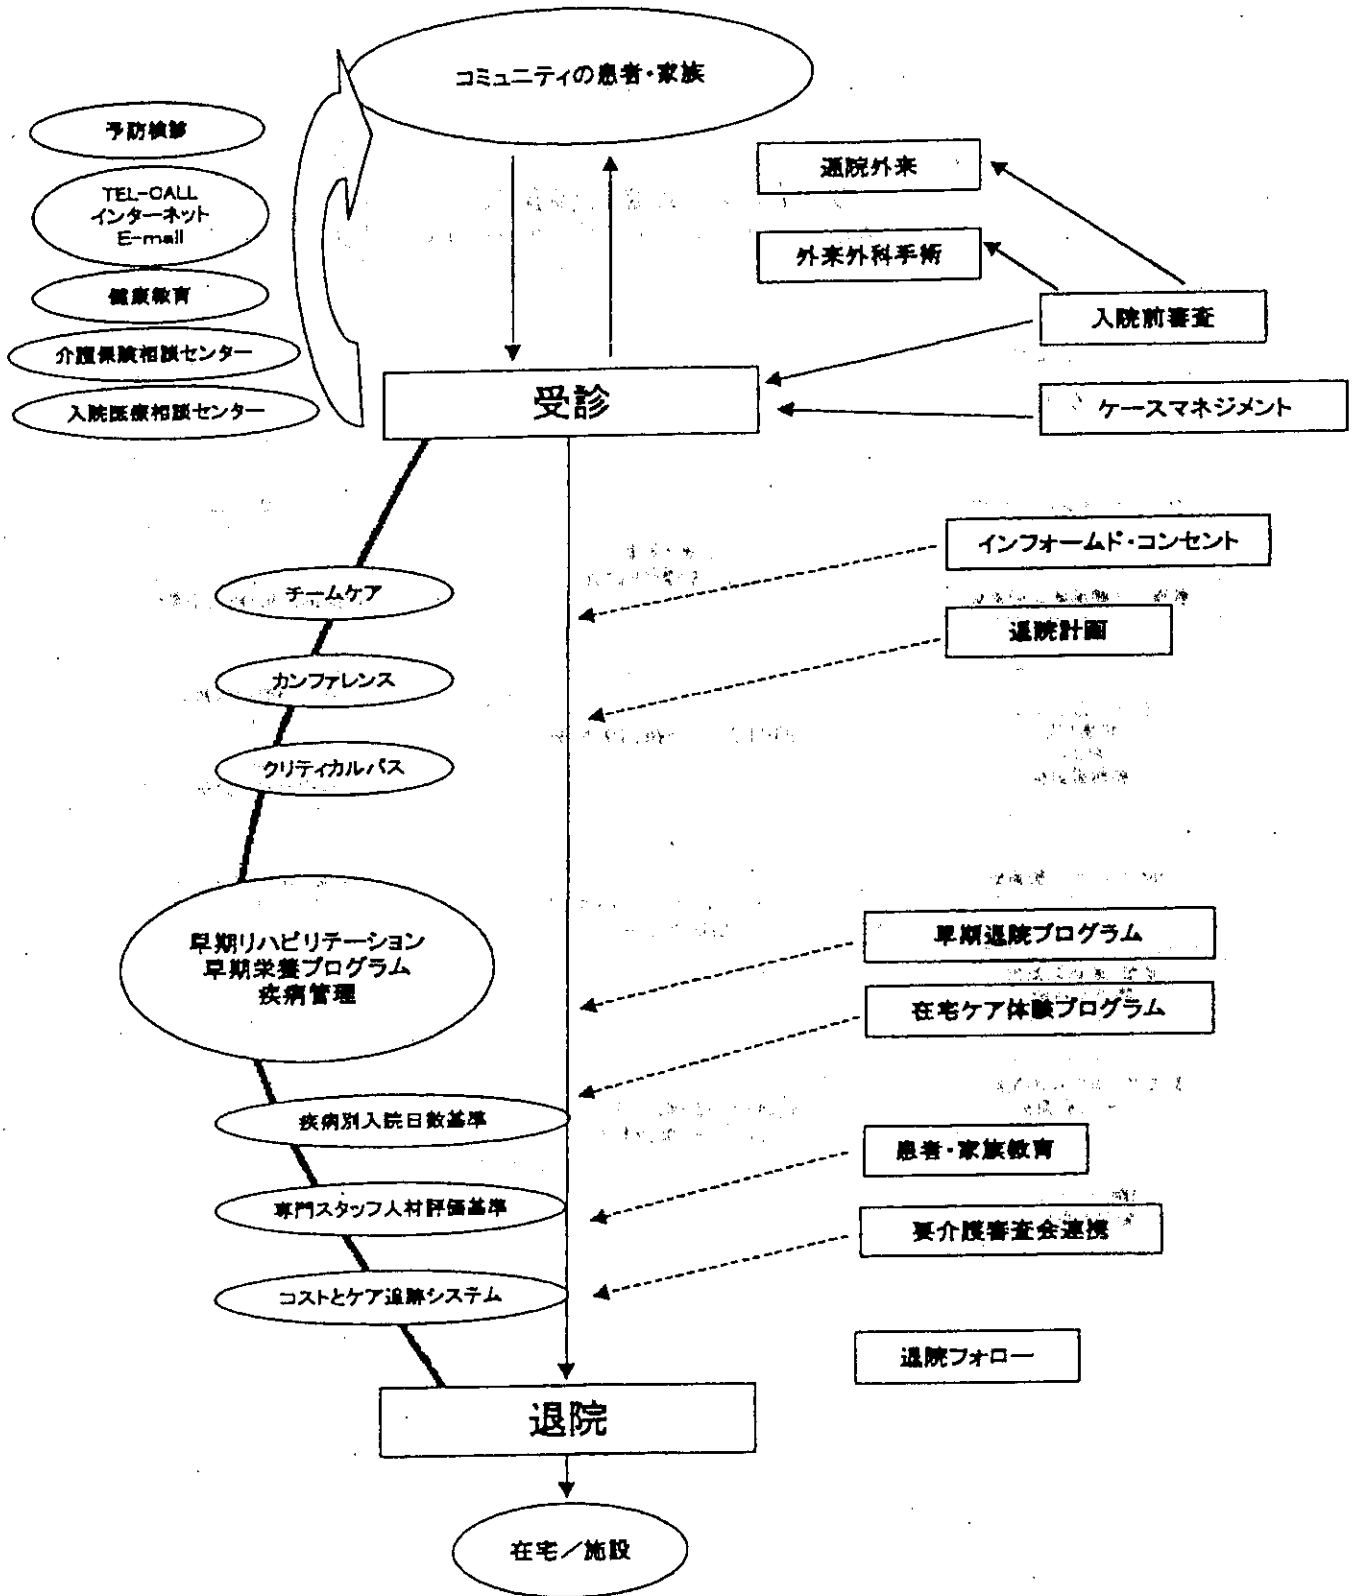 コミュニティの患者・家族
予防検診
TEL-CALL
インターネット
E-mail
健康教育
介護保険相談センター
入院医療相談センター
通院外来
外来外科手術
入院前審査
ケースマネジメント
受診
インフォームド・コンセント
退院計画
チームケア
カンファレンス
クリティカルパス
早期リハビリテーション
早期栄養プログラム
疾病管理
早期退院プログラム
在宅ケア体験プログラム
疾病別入院日数基準
患者・家族教育
専門スタッフ人材評価基準
要介護審査会連携
コストとケア追跡システム
退院フォロー
退院
在宅／施設